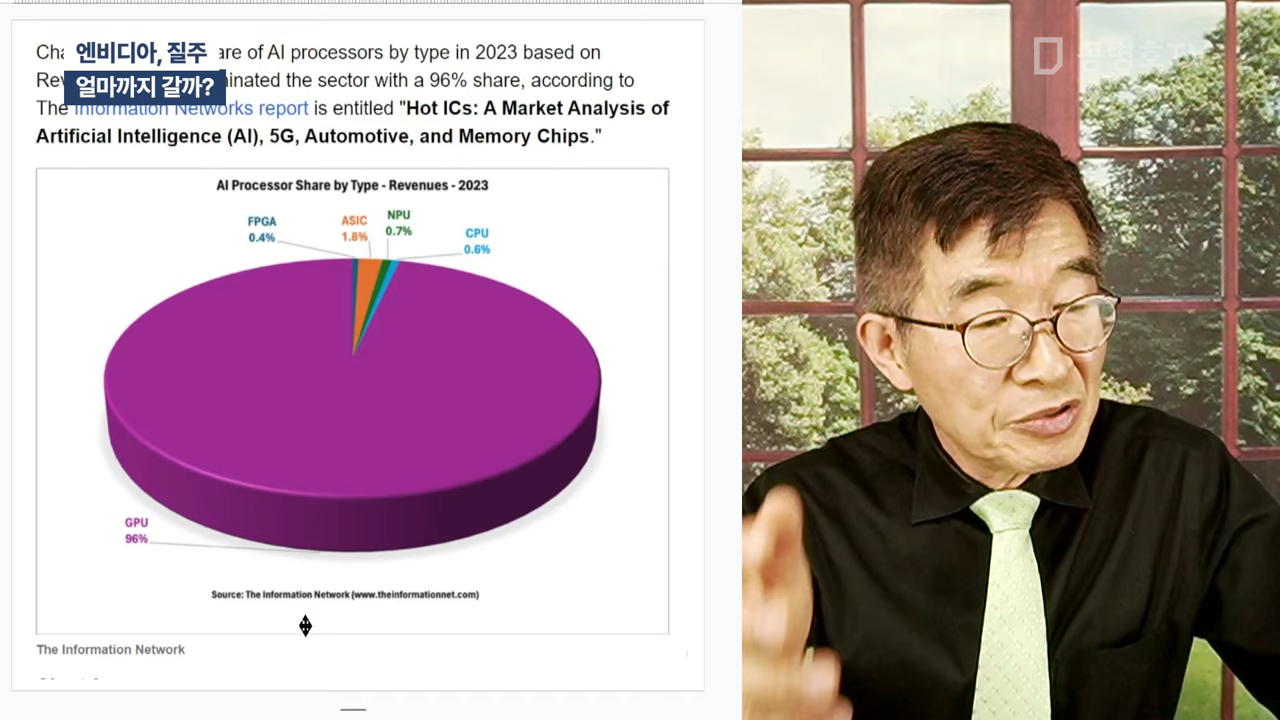 엔비디아, 질주
얼마까지 갈까?
Cha are of AI processors by type in 2023 based on
Rev inated the sector with a 96% share, according to
The Information Networks report is entitled "Hot ICs: A Market Analysis of
Artificial Intelligence (AI), 5G, Automotive, and Memory Chips."
AI Processor Share by Type - Revenues - 2023
FPGA
0.4%
ASIC
1.8%
NPU
0.7%
CPU
0.6%
GPU
96%
Source: The Information Network (www.theinformationnet.com)
The Information Network